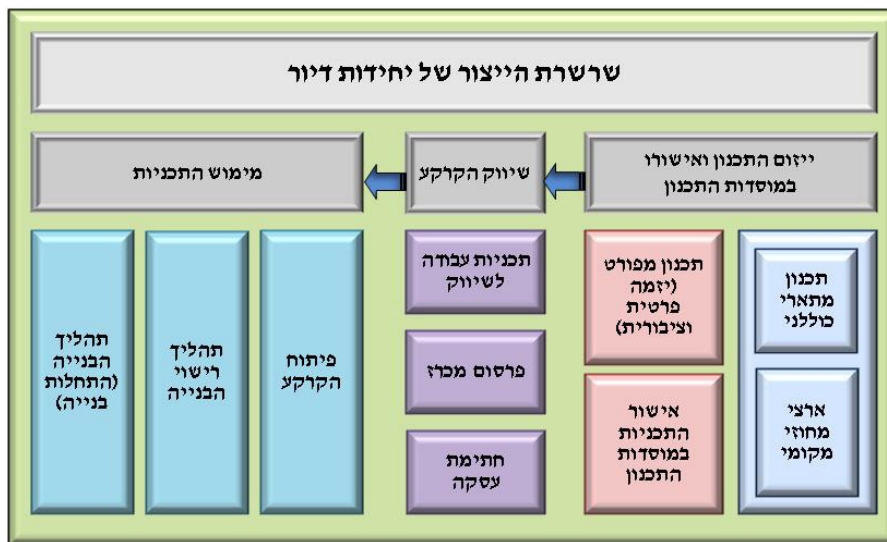 שרשרת הייצור של יחידות דיור
ייזום התכנון ואישורו
במוסדות התכנון
שיווק הקרקע
מימוש התכניות
תכנון
מתארי
כוללני
ארצי
מחוזי
מקומי
תכנון מפורט
(יזמה
פרטית
וציבורית)
אישור
התכניות
במוסדות
התכנון
תכניות עבודה
לשיווק
פרסום מכרז
חתימת
עסקה
פיתוח
הקרקע
תהליך
רישוי
הבנייה
תהליך
הבנייה
(התחלות
בנייה)